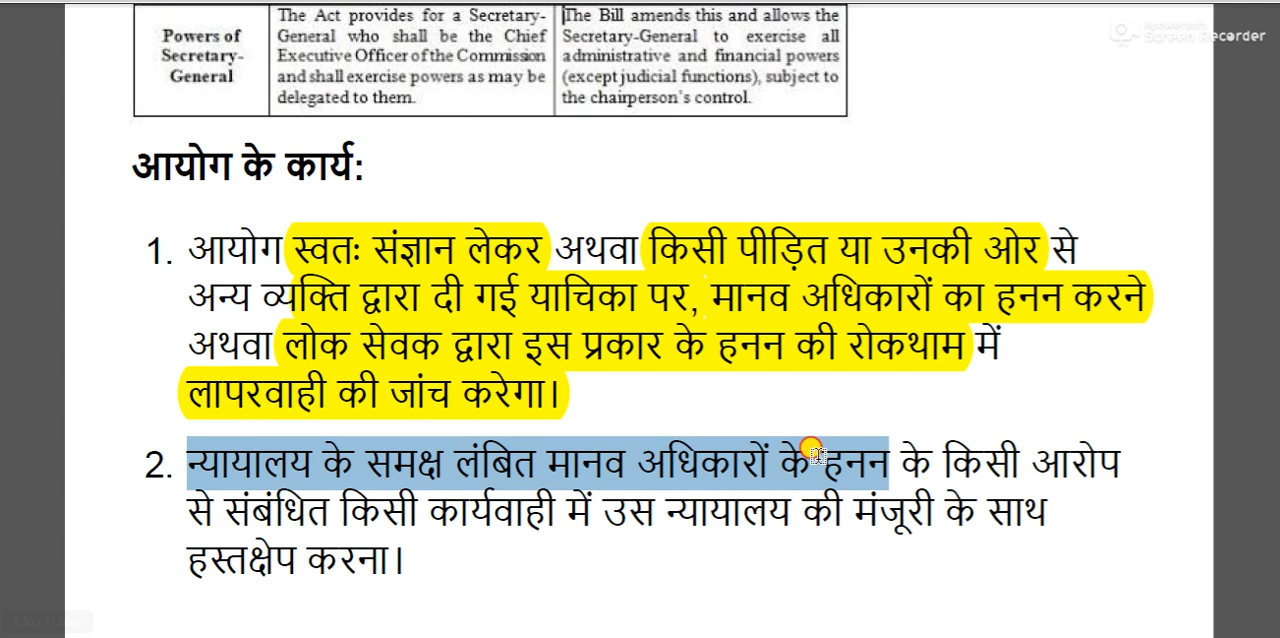 Powers of
Secretary-
General
The Act provides for a Secretary-
General who shall be the Chief
Executive Officer of the Commission
and shall exercise powers as may be
delegated to them.
The Bill amends this and allows the
Secretary-General to exercise all
administrative and financial powers
(except judicial functions), subject to
the chairperson's control.
Apowersoft
Screen Recorder
आयोग के कार्य:
1. आयोग स्वतः संज्ञान लेकर अथवा किसी पीड़ित या उनकी ओर से
अन्य व्यक्ति द्वारा दी गई याचिका पर, मानव अधिकारों का हनन करने
अथवा लोक सेवक द्वारा इस प्रकार के हनन की रोकथाम में
लापरवाही की जांच करेगा।
2. न्यायालय के समक्ष लंबित मानव अधिकारों के हनन के किसी आरोप
से संबंधित किसी कार्यवाही में उस न्यायालय की मंजूरी के साथ
हस्तक्षेप करना।